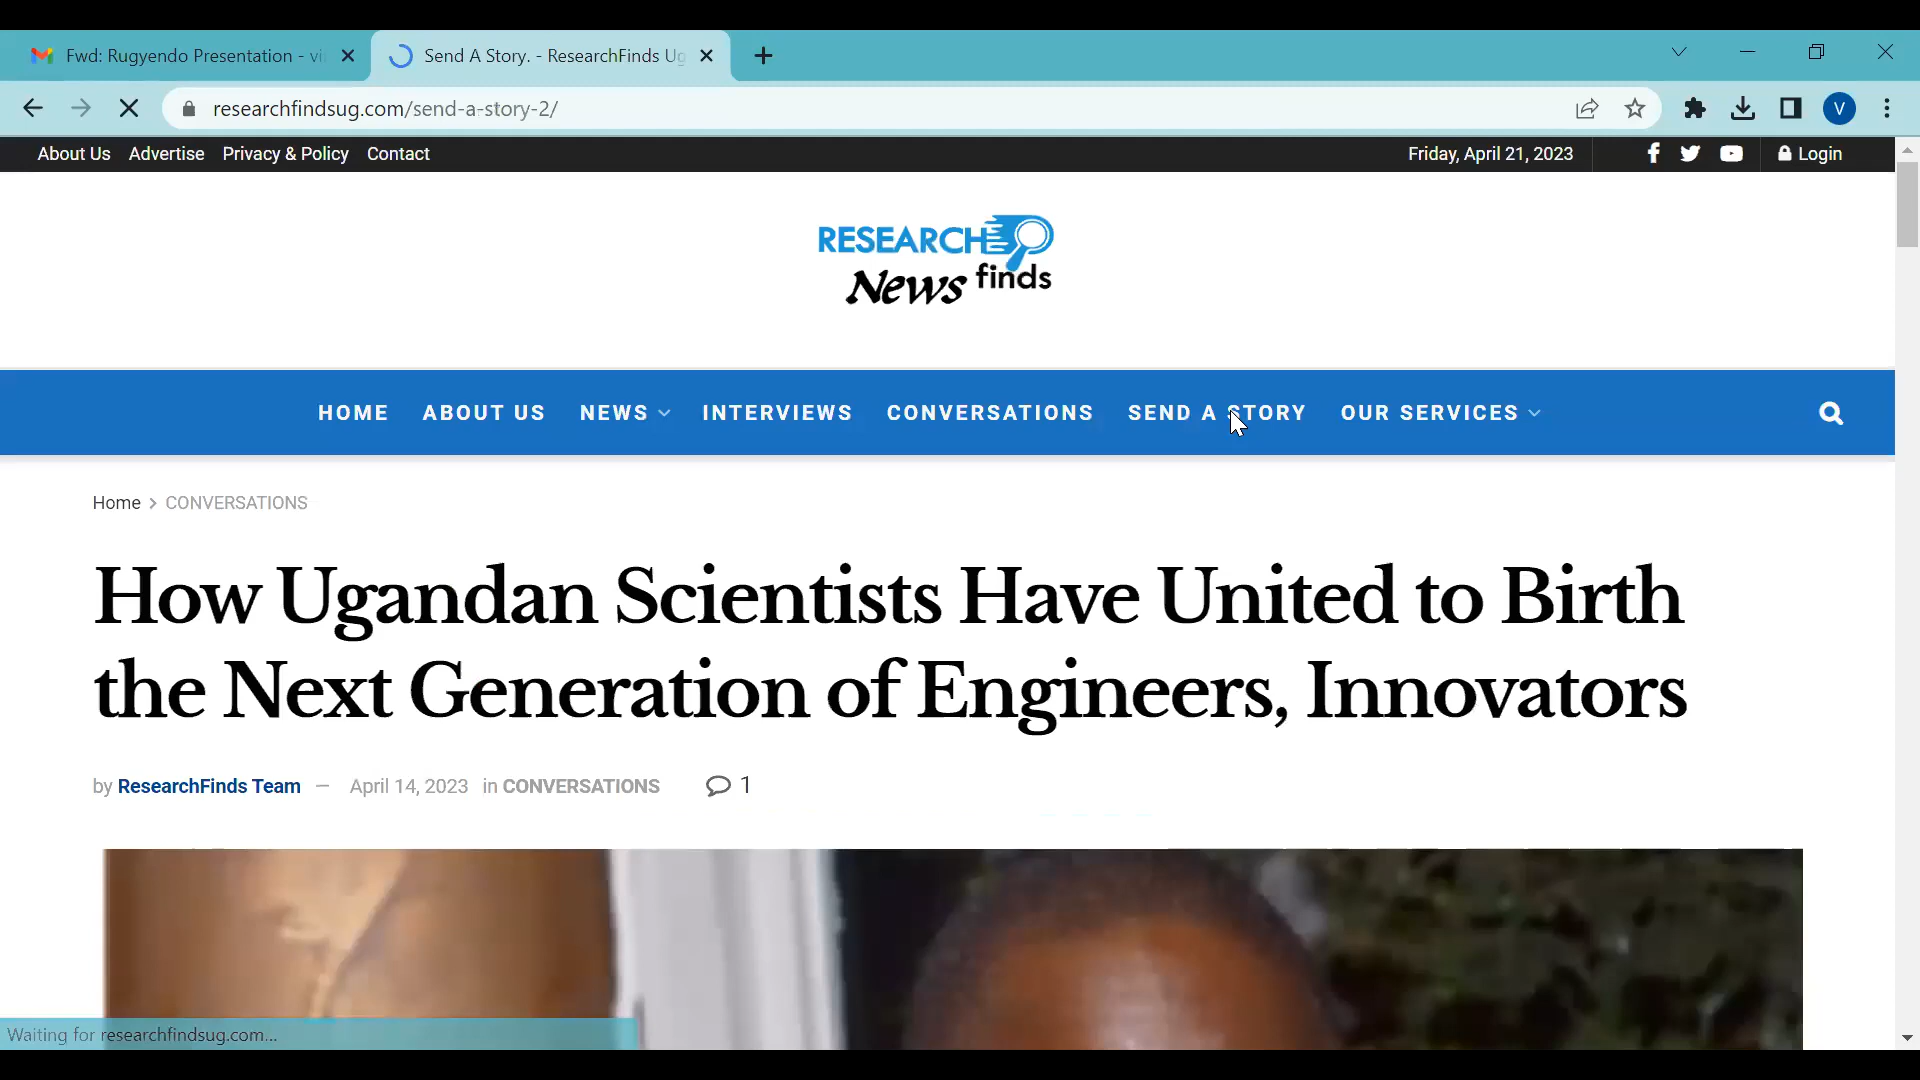 Fwd: Rugyendo Presentation - vi
Send A Story. - ResearchFinds Ug
researchfindsug.com/send-a-story-2/
V
About Us Advertise Privacy & Policy Contact
Friday, April 21, 2023
Login
RESEARCH
News finds
HOME ABOUT US NEWS INTERVIEWS CONVERSATIONS SEND A STORY OUR SERVICES
Home > CONVERSATIONS
How Ugandan Scientists Have United to Birth
the Next Generation of Engineers, Innovators
by ResearchFinds Team — April 14, 2023 in CONVERSATIONS 1
Waiting for researchfindsug.com...